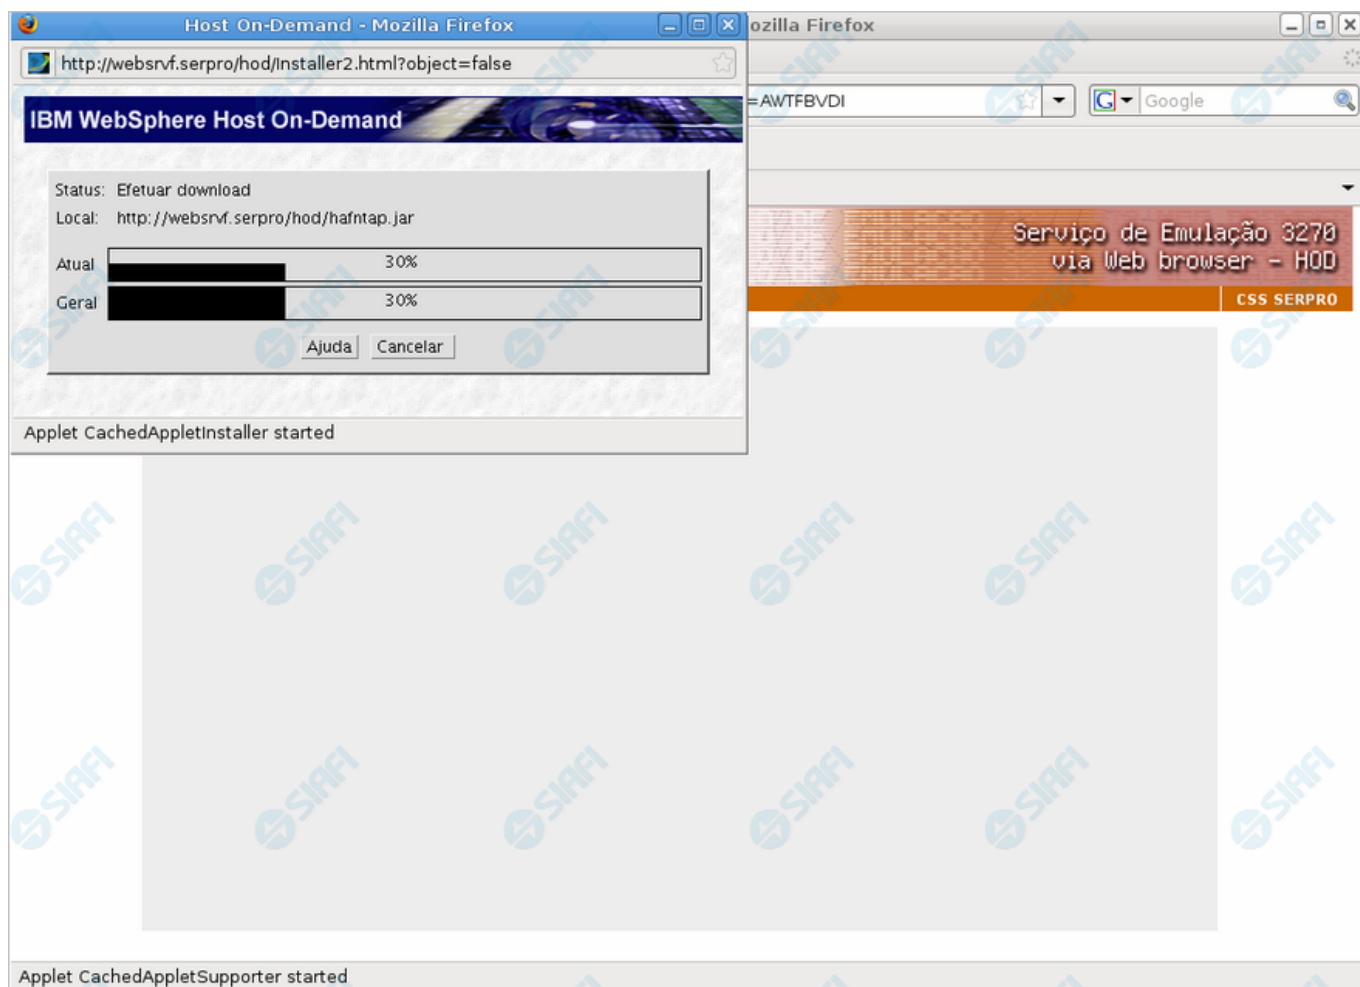 Host On-Demand - Mozilla Firefox
ozilla Firefox
http://websrvf.serpro/hod/Installer2.html?object=false
=AWTFBVDI
G
Google
IBM WebSphere Host On-Demand
Status: Efetuar download
Local: http://websrvf.serpro/hod/hafntap.jar
Atual 30%
Geral 30%
Ajuda Cancelar
Applet CachedAppletInstaller started
Serviço de Emulação 3270
via Web browser - HOD
CSS SERPRO
SIAFI
Applet CachedAppletSupporter started